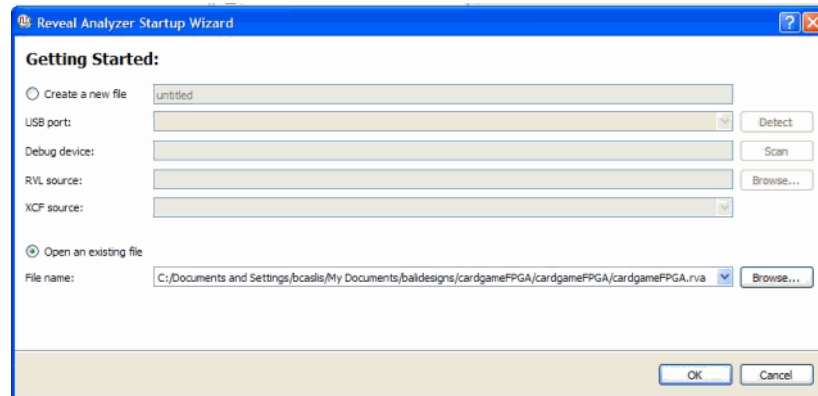 Reveal Analyzer Startup Wizard
Getting Started:
Create a new file untitled
USB port: Detect
Debug device: Scan
RVL source: Browse...
XCF source:
Open an existing file
File name: C:/Documents and Settings/bcaslis/My Documents/balidesigns/cardgameFPGA/cardgameFPGA/cardgameFPGA.rva Browse...
OK Cancel